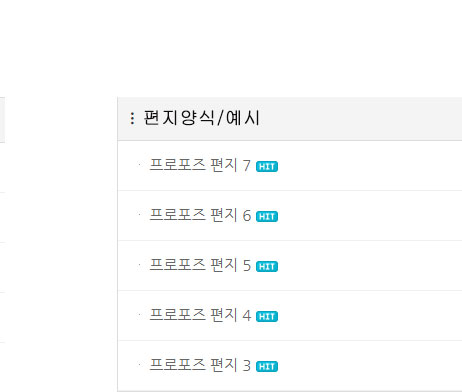 편지양식/예시
· 프로포즈 편지 7 HIT
· 프로포즈 편지 6 HIT
· 프로포즈 편지 5 HIT
· 프로포즈 편지 4 HIT
· 프로포즈 편지 3 HIT